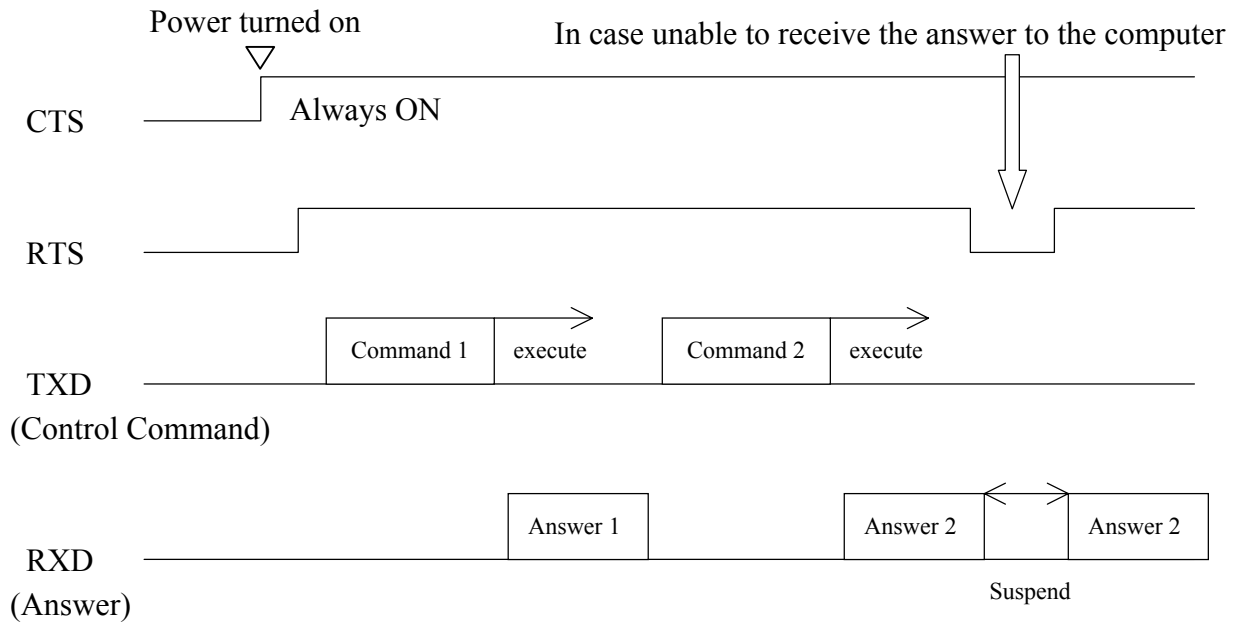 Power turned on
In case unable to receive the answer to the computer
CTS
Always ON
RTS
Command 1
execute
Command 2
execute
TXD
(Control Command)
Answer 1
Answer 2
Answer 2
RXD
(Answer)
Suspend